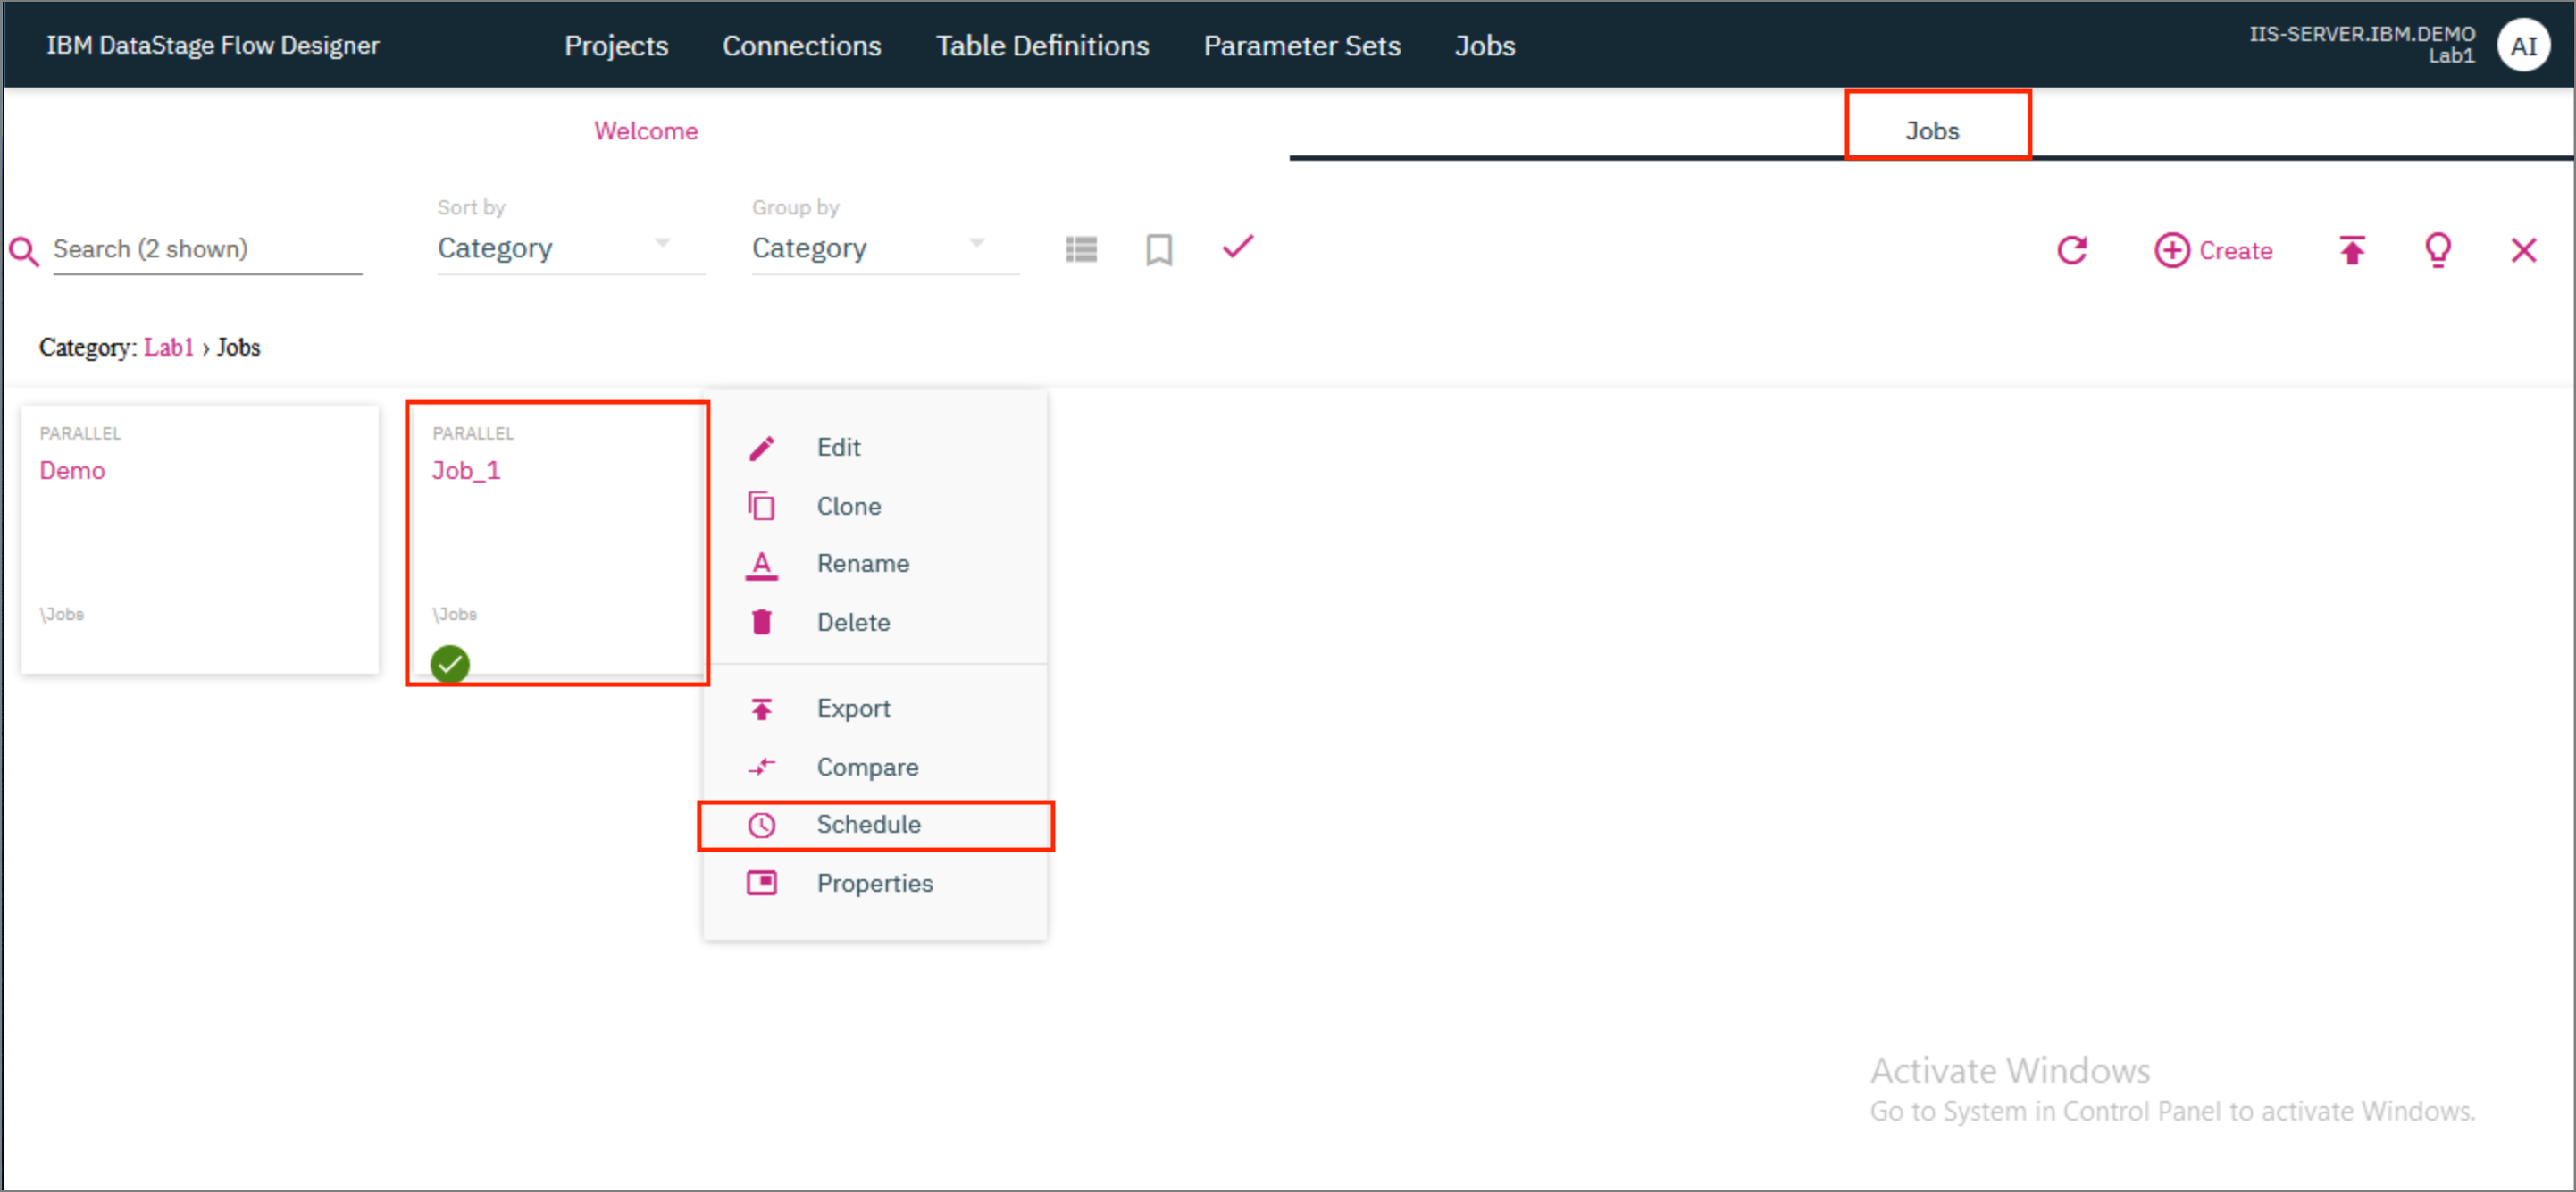 IBM DataStage Flow Designer
Projects
Connections
Table Definitions
Parameter Sets
Jobs
IIS-SERVER.IBM.DEMO
Lab1
AI
Welcome
Jobs
Search (2 shown)
Sort by
Category
Group by
Category
Create
Category: Lab1 › Jobs
PARALLEL
Demo
\Jobs
PARALLEL
Job_1
\Jobs
Edit
Clone
A
Rename
Delete
Export
Compare
Schedule
Properties
Activate Windows
Go to System in Control Panel to activate Windows.